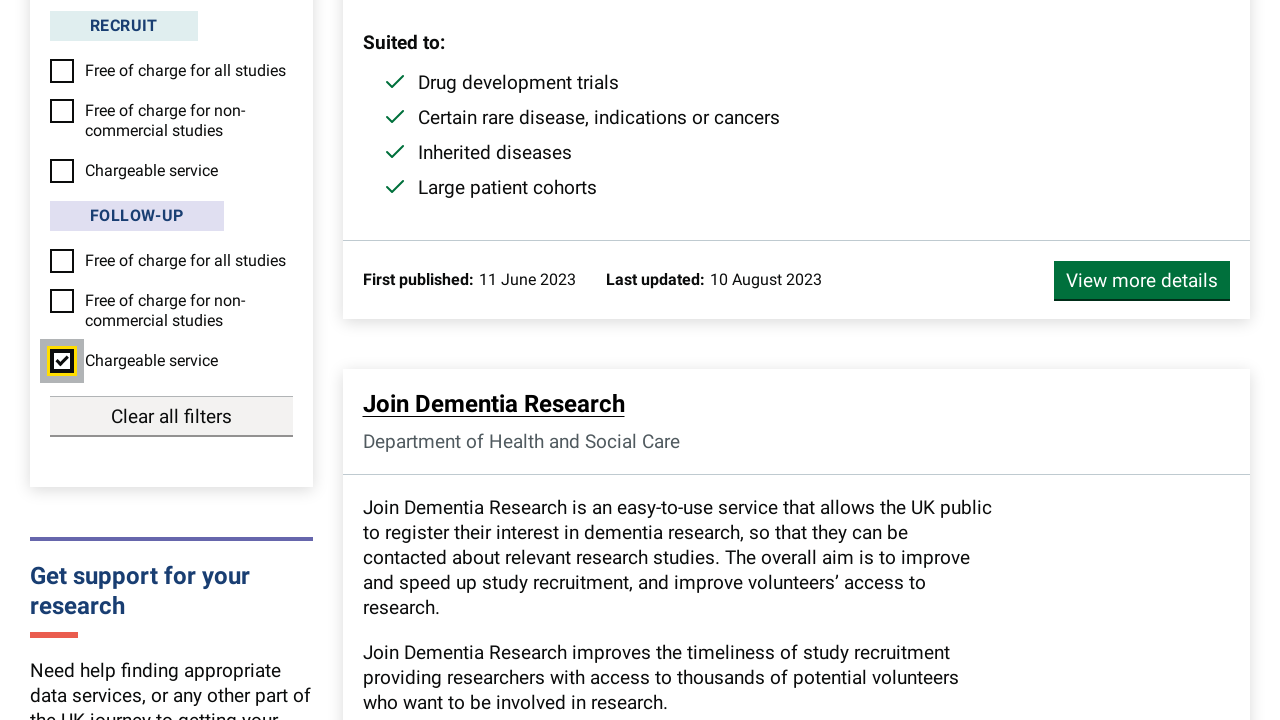 RECRUIT
Free of charge for all studies
Free of charge for non-
commercial studies
Chargeable service
FOLLOW-UP
Free of charge for all studies
Free of charge for non-
commercial studies
Chargeable service
Clear all filters
Get support for your
research
Need help finding appropriate
data services, or any other part of
the UK journey to getting your
Suited to:
Drug development trials
Certain rare disease, indications or cancers
Inherited diseases
Large patient cohorts
First published: 11 June 2023 Last updated: 10 August 2023
View more details
Join Dementia Research
Department of Health and Social Care
Join Dementia Research is an easy-to-use service that allows the UK public
to register their interest in dementia research, so that they can be
contacted about relevant research studies. The overall aim is to improve
and speed up study recruitment, and improve volunteers’ access to
research.
Join Dementia Research improves the timeliness of study recruitment
providing researchers with access to thousands of potential volunteers
who want to be involved in research.